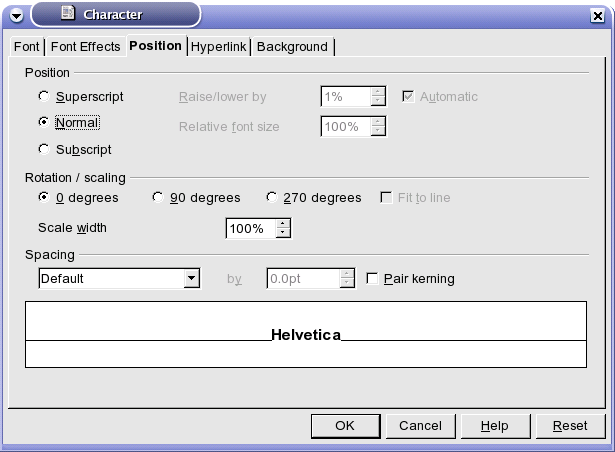 Character
Font Font Effects Position Hyperlink Background
Position
Superscript Raise/lower by 1% Automatic
Normal Relative font size 100%
Subscript
Rotation / scaling
0 degrees 90 degrees 270 degrees Fit to line
Scale width 100%
Spacing
Default by 0.0pt Pair kerning
Helvetica
OK Cancel Help Reset